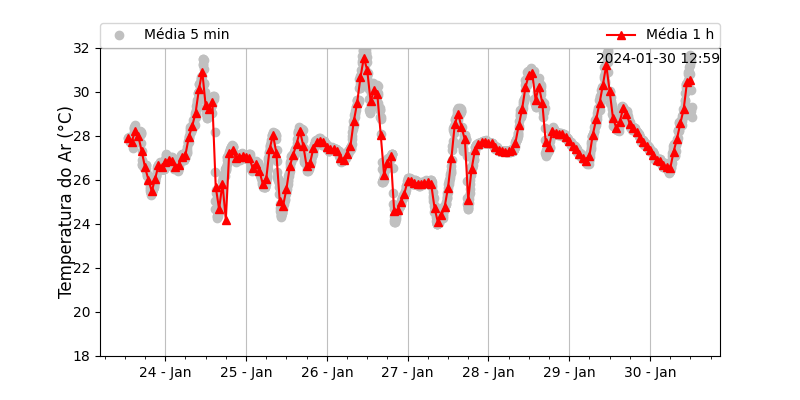 Média 5 min
Média 1 h
2024-01-30 12:59
Temperatura do Ar (°C)
32
30
28
26
24
22
20
18
24 - Jan
25 - Jan
26 - Jan
27 - Jan
28 - Jan
29 - Jan
30 - Jan